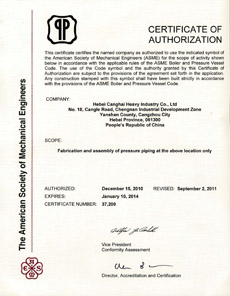 PP
CERTIFICATE OF
AUTHORIZATION
This certificate certifies the named company as authorized to use the indicated symbol of
the American Society of Mechanical Engineers (ASME) for the scope of activity shown
below in accordance with the applicable rules of the ASME Boiler and Pressure Vessel
Code. The use of the Code symbol and the authority granted by this Certificate of
Authorization are subject to the provisions of the agreement set forth in the application.
Any construction stamped with this symbol shall have been built strictly in accordance
with the provisions of the ASME Boiler and Pressure Vessel Code.
COMPANY:
Hebei Canghai Heavy Industry Co., Ltd
No. 18, Cangle Road, Chengnan Industrial Development Zone
Yanshan County, Cangzhou City
Hebei Province, 061300
People's Republic of China
SCOPE:
Fabrication and assembly of pressure piping at the above location only
AUTHORIZED: December 15, 2010 REVISED: September 2, 2011
EXPIRES: January 10, 2014
CERTIFICATE NUMBER: 37,209
Vice President
Conformity Assessment
Director, Accreditation and Certification
The American Society of Mechanical Engineers